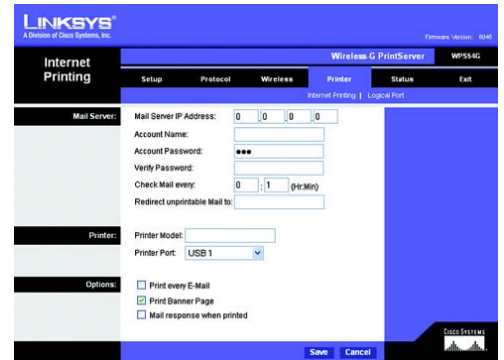 LINKSYS®
A Division of Cisco Systems, Inc.
Firmware Version: 6046
Internet Printing
Wireless-G PrintServer WPS54G
Setup Protocol Wireless Printer Status Exit
Internet Printing | Logical Port
Mail Server:
Mail Server IP Address: 0 . 0 . 0 . 0
Account Name:
Account Password: •••
Verify Password:
Check Mail every: 0 : 1 (Hr:Min)
Redirect unprintable Mail to:
Printer:
Printer Model:
Printer Port: USB 1
Options:
Print every E-Mail
Print Banner Page
Mail response when printed
Save Cancel
CISCO SYSTEMS